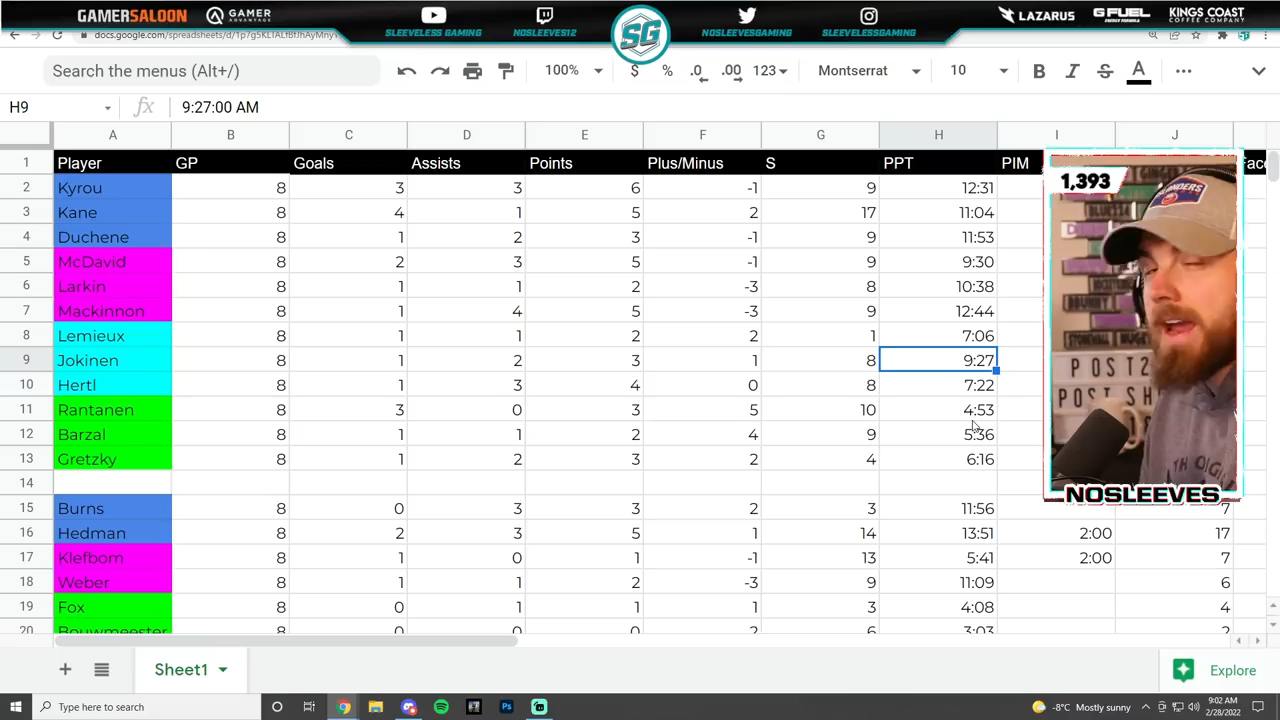 GAMERSALOON
GAMER ADVANTAGE
SLEEVELESS GAMING
NOSLEEVES12
SG
NOSLEEVESGAMING
SLEEVELESSGAMING
LAZARUS
G FUEL
ENERGY FORMULA
KINGS COAST
COFFEE COMPANY
Search the menus (Alt+/)
100%
$ % .0 .00 123
Montserrat
10
B I S A
H9
fx 9:27:00 AM
A B C D E F G H I J
1 Player GP Goals Assists Points Plus/Minus S PPT PIM
2 Kyrou 8 3 3 6 -1 9 12:31
3 Kane 8 4 1 5 2 17 11:04
4 Duchene 8 1 2 3 -1 9 11:53
5 McDavid 8 2 3 5 -1 9 9:30
6 Larkin 8 1 1 2 -3 8 10:38
7 Mackinnon 8 1 4 5 -3 9 12:44
8 Lemieux 8 1 1 2 2 1 7:06
9 Jokinen 8 1 2 3 1 8 9:27
10 Hertl 8 1 3 4 0 8 7:22
11 Rantanen 8 3 0 3 5 10 4:53
12 Barzal 8 1 1 2 4 9 5:36
13 Gretzky 8 1 2 3 2 4 6:16
14
15 Burns 8 0 3 3 2 3 11:56 7
16 Hedman 8 2 3 5 1 14 13:51 2:00 17
17 Klefbom 8 1 0 1 -1 13 5:41 2:00 7
18 Weber 8 1 1 2 -3 9 11:09 6
19 Fox 8 0 1 1 1 3 4:08 4
20 Bouwmeester 8 0 0 0 2 6 3:03 2
1,393
POST
NOSLEEVES
Sheet1
Explore
Type here to search
-8°C Mostly sunny
9:02 AM
2/28/2022